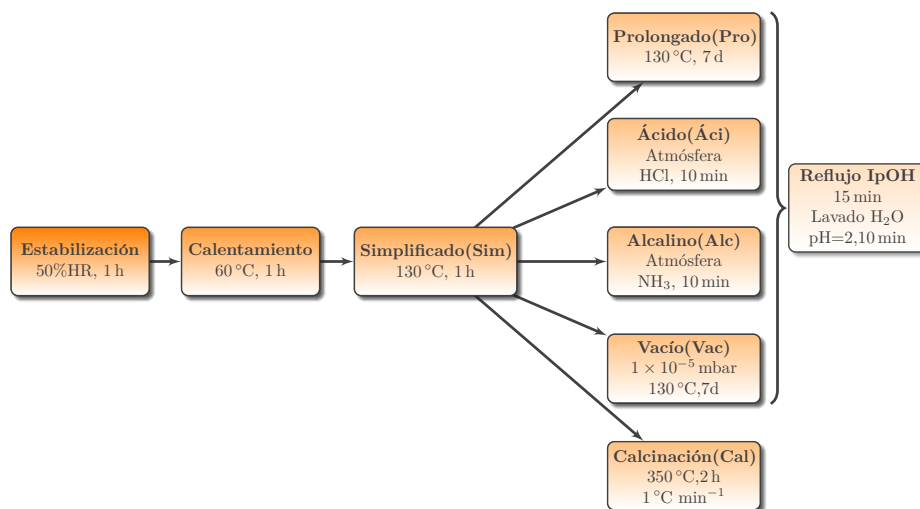 Estabilización
50%HR, 1 h
Calentamiento
60 °C, 1 h
Simplificado(Sim)
130 °C, 1 h
Prolongado(Pro)
130 °C, 7 d
Ácido(Áci)
Atmósfera
HCl, 10 min
Alcalino(Alc)
Atmósfera
NH₃, 10 min
Vacío(Vac)
1 × 10⁻⁵ mbar
130 °C,7d
Calcinación(Cal)
350 °C,2 h
1 °C min⁻¹
Reflujo IpOH
15 min
Lavado H₂O
pH=2,10 min